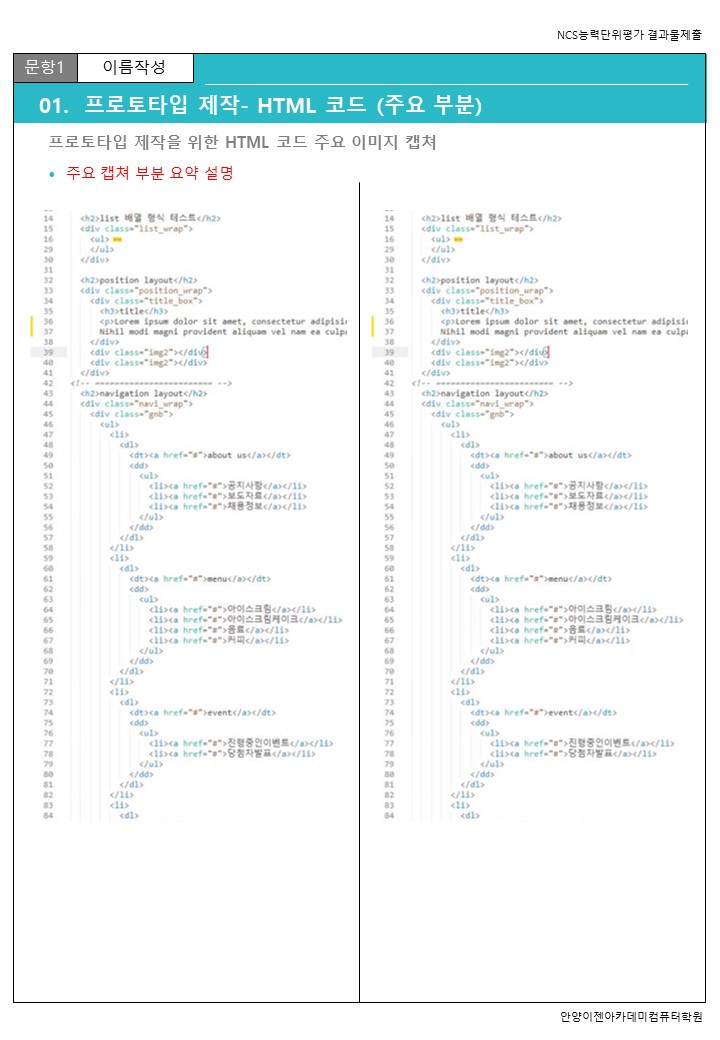 NCS능력단위평가 결과물제출
문항1
이름작성
01. 프로토타입 제작- HTML 코드 (주요 부분)
프로토타입 제작을 위한 HTML 코드 주요 이미지 캡쳐
• 주요 캡쳐 부분 요약 설명
14 <h2>list 배열 형식 테스트</h2>
15 <div class="list_wrap">
16 <ul>
29 </ul>
30 </div>
31
32 <h2>position layout</h2>
33 <div class="position_wrap">
34 <div class="title_box">
35 <h3>title</h3>
36 <p>Lorem ipsum dolor sit amet, consectetur adipisi
37 Nihil modi magni provident aliquam vel nam ea culp
38 </div>
39 <div class="img2"></div>
40 <div class="img2"></div>
41 </div>
42 <!-- ======================== -->
43 <h2>navigation layout</h2>
44 <div class="navi_wrap">
45 <div class="gnb">
46 <ul>
47 <li>
48 <dl>
49 <dt><a href="#">about us</a></dt>
50 <dd>
51 <ul>
52 <li><a href="#">공지사항</a></li>
53 <li><a href="#">보도자료</a></li>
54 <li><a href="#">채용정보</a></li>
55 </ul>
56 </dd>
57 </dl>
58 </li>
59 <li>
60 <dl>
61 <dt><a href="#">menu</a></dt>
62 <dd>
63 <ul>
64 <li><a href="#">아이스크림</a></li>
65 <li><a href="#">아이스크림케이크</a></li>
66 <li><a href="#">음료</a></li>
67 <li><a href="#">커피</a></li>
68 </ul>
69 </dd>
70 </dl>
71 </li>
72 <li>
73 <dl>
74 <dt><a href="#">event</a></dt>
75 <dd>
76 <ul>
77 <li><a href="#">진행중인이벤트</a></li>
78 <li><a href="#">당첨자발표</a></li>
79 </ul>
80 </dd>
81 </dl>
82 </li>
83 <li>
84 <dl>
14 <h2>list 배열 형식 테스트</h2>
15 <div class="list_wrap">
16 <ul>
29 </ul>
30 </div>
31
32 <h2>position layout</h2>
33 <div class="position_wrap">
34 <div class="title_box">
35 <h3>title</h3>
36 <p>Lorem ipsum dolor sit amet, consectetur adipisi
37 Nihil modi magni provident aliquam vel nam ea culp
38 </div>
39 <div class="img2"></div>
40 <div class="img2"></div>
41 </div>
42 <!-- ======================== -->
43 <h2>navigation layout</h2>
44 <div class="navi_wrap">
45 <div class="gnb">
46 <ul>
47 <li>
48 <dl>
49 <dt><a href="#">about us</a></dt>
50 <dd>
51 <ul>
52 <li><a href="#">공지사항</a></li>
53 <li><a href="#">보도자료</a></li>
54 <li><a href="#">채용정보</a></li>
55 </ul>
56 </dd>
57 </dl>
58 </li>
59 <li>
60 <dl>
61 <dt><a href="#">menu</a></dt>
62 <dd>
63 <ul>
64 <li><a href="#">아이스크림</a></li>
65 <li><a href="#">아이스크림케이크</a></li>
66 <li><a href="#">음료</a></li>
67 <li><a href="#">커피</a></li>
68 </ul>
69 </dd>
70 </dl>
71 </li>
72 <li>
73 <dl>
74 <dt><a href="#">event</a></dt>
75 <dd>
76 <ul>
77 <li><a href="#">진행중인이벤트</a></li>
78 <li><a href="#">당첨자발표</a></li>
79 </ul>
80 </dd>
81 </dl>
82 </li>
83 <li>
84 <dl>
안양이젠아카데미컴퓨터학원